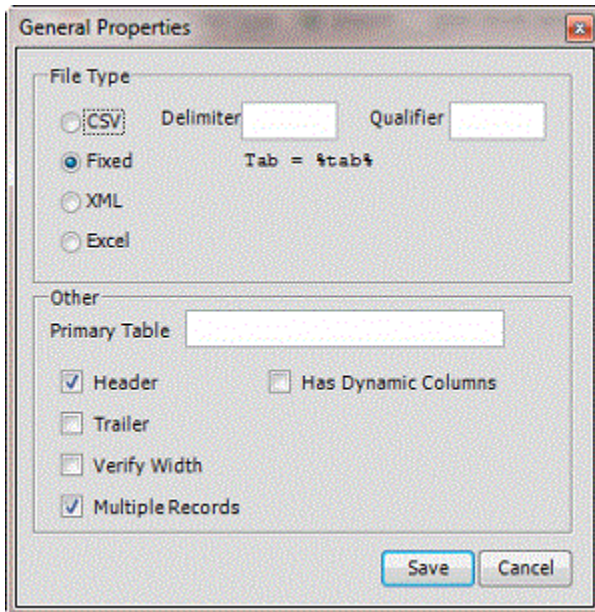 General Properties
File Type
CSV Delimiter Qualifier
Fixed Tab = %tab%
XML
Excel
Other
Primary Table
Header Has Dynamic Columns
Trailer
Verify Width
Multiple Records
Save Cancel